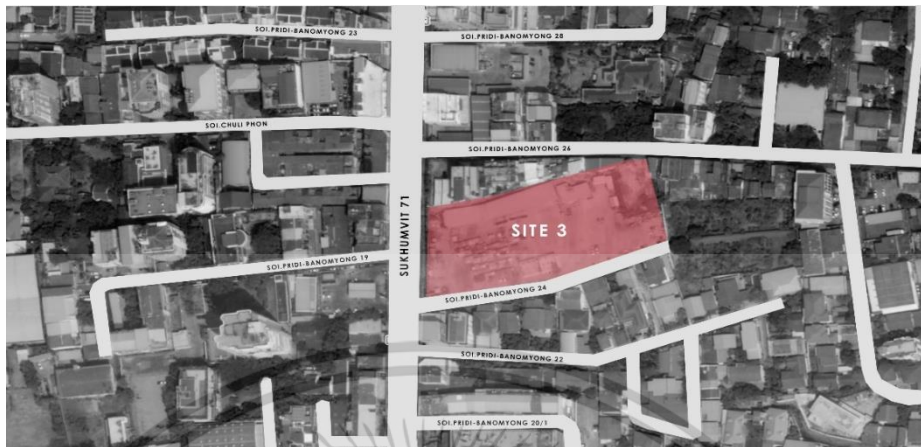 SOI.PRIDI-BANOMYONG 23
SOI.PRIDI-BANOMYONG 28
SOI.CHULI PHON
SOI.PRIDI-BANOMYONG 26
SUKHUMVIT 71
SITE 3
SOI.PRIDI-BANOMYONG 19
SOI.PRIDI-BANOMYONG 24
SOI.PRIDI-BANOMYONG 22
SOI.PRIDI-BANOMYONG 20/1